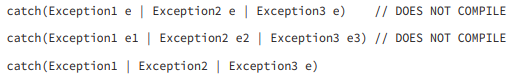 catch(Exception1 e | Exception2 e | Exception3 e)    // DOES NOT COMPILE
catch(Exception1 e1 | Exception2 e2 | Exception3 e3) // DOES NOT COMPILE
catch(Exception1 | Exception2 | Exception3 e)